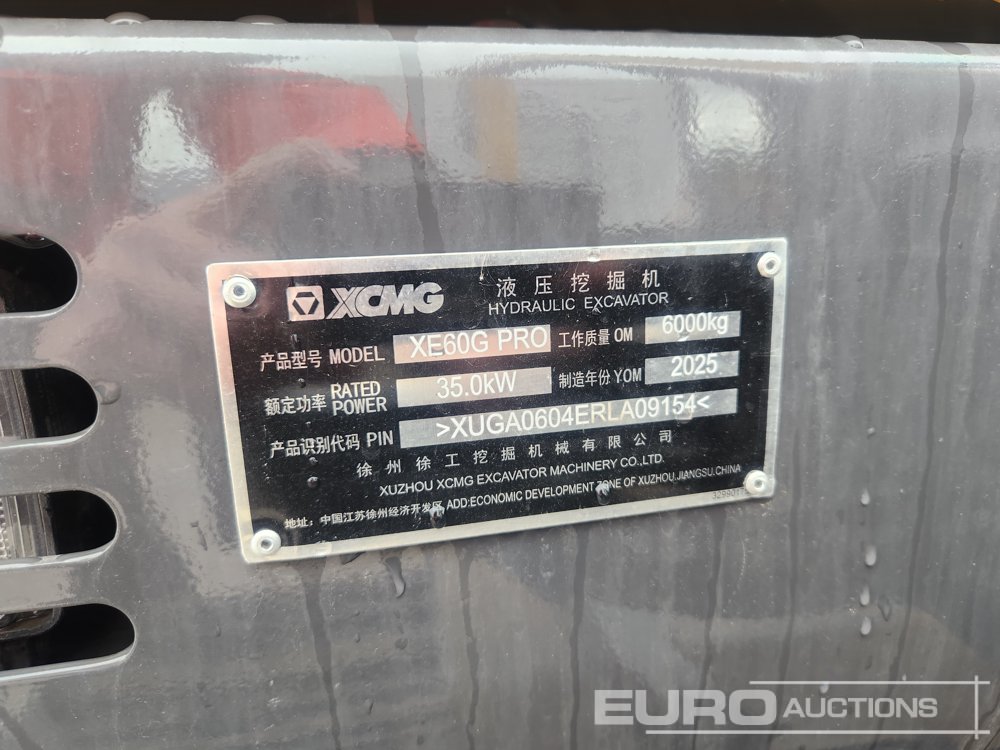 XCMG 液压挖掘机
HYDRAULIC EXCAVATOR
产品型号 MODEL XE60G PRO 工作质量 OM 6000kg
额定功率 RATED POWER 35.0kW 制造年份 YOM 2025
产品识别代码 PIN >XUGA0604ERLA09154<
徐州徐工挖掘机械有限公司
XUZHOU XCMG EXCAVATOR MACHINERY CO.,LTD.
地址：中国江苏徐州经济开发区 ADD:ECONOMIC DEVELOPMENT ZONE OF XUZHOU.JIANGSU.CHINA
EURO AUCTIONS